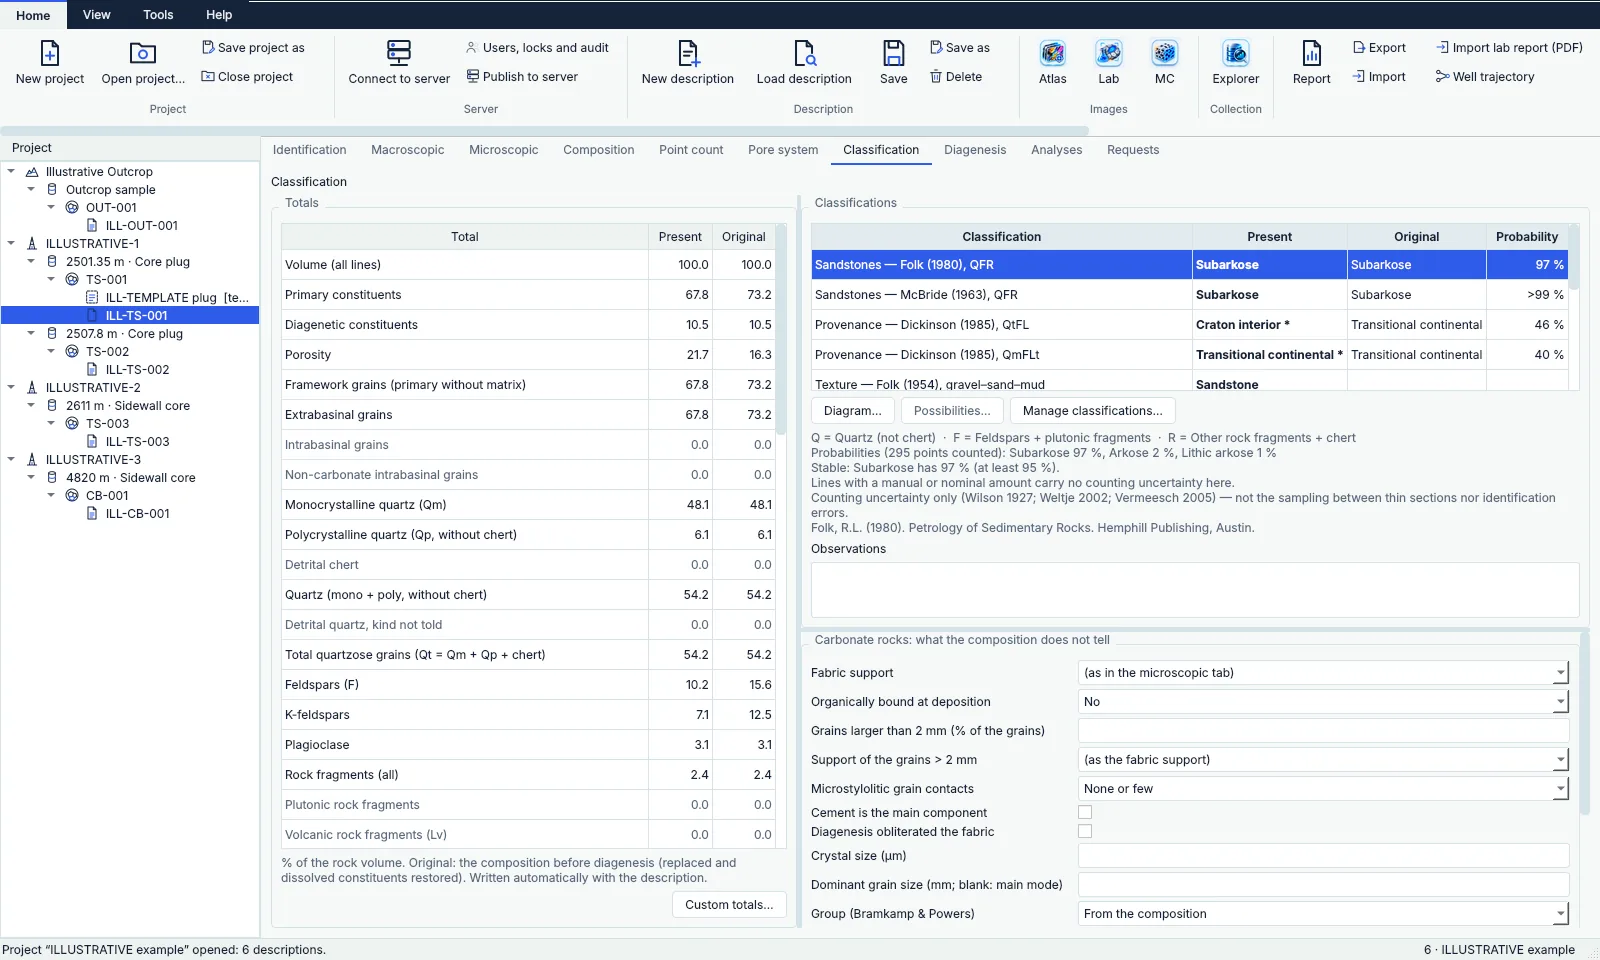 Home View Tools Help
New project
Open project...
Save project as
Close project
Project
Connect to server
Users, locks and audit
Publish to server
Server
New description
Load description
Save
Save as
Delete
Description
Atlas
Lab
MC
Images
Explorer
Collection
Report
Export
Import
Import lab report (PDF)
Well trajectory
Project
Illustrative Outcrop
Outcrop sample
OUT-001
ILL-OUT-001
ILLUSTRATIVE-1
2501.35 m · Core plug
TS-001
ILL-TEMPLATE plug [te...
ILL-TS-001
2507.8 m · Core plug
TS-002
ILL-TS-002
ILLUSTRATIVE-2
2611 m · Sidewall core
TS-003
ILL-TS-003
ILLUSTRATIVE-3
4820 m · Sidewall core
CB-001
ILL-CB-001
Identification Macroscopic Microscopic Composition Point count Pore system Classification Diagenesis Analyses Requests
Classification
Totals
Total Present Original
Volume (all lines) 100.0 100.0
Primary constituents 67.8 73.2
Diagenetic constituents 10.5 10.5
Porosity 21.7 16.3
Framework grains (primary without matrix) 67.8 73.2
Extrabasinal grains 67.8 73.2
Intrabasinal grains 0.0 0.0
Non-carbonate intrabasinal grains 0.0 0.0
Monocrystalline quartz (Qm) 48.1 48.1
Polycrystalline quartz (Qp, without chert) 6.1 6.1
Detrital chert 0.0 0.0
Quartz (mono + poly, without chert) 54.2 54.2
Detrital quartz, kind not told 0.0 0.0
Total quartzose grains (Qt = Qm + Qp + chert) 54.2 54.2
Feldspars (F) 10.2 15.6
K-feldspars 7.1 12.5
Plagioclase 3.1 3.1
Rock fragments (all) 2.4 2.4
Plutonic rock fragments 0.0 0.0
Volcanic rock fragments (Lv) 0.0 0.0
% of the rock volume. Original: the composition before diagenesis (replaced and
dissolved constituents restored). Written automatically with the description.
Custom totals...
Classifications
Classification Present Original Probability
Sandstones — Folk (1980), QFR Subarkose Subarkose 97 %
Sandstones — McBride (1963), QFR Subarkose Subarkose >99 %
Provenance — Dickinson (1985), QtFL Craton interior * Transitional continental 46 %
Provenance — Dickinson (1985), QmFLt Transitional continental * Transitional continental 40 %
Texture — Folk (1954), gravel–sand–mud Sandstone
Diagram... Possibilities... Manage classifications...
Q = Quartz (not chert) · F = Feldspars + plutonic fragments · R = Other rock fragments + chert
Probabilities (295 points counted): Subarkose 97 %, Arkose 2 %, Lithic arkose 1 %
Stable: Subarkose has 97 % (at least 95 %).
Lines with a manual or nominal amount carry no counting uncertainty here.
Counting uncertainty only (Wilson 1927; Weltje 2002; Vermeesch 2005) — not the sampling between thin sections nor identification
errors.
Folk, R.L. (1980). Petrology of Sedimentary Rocks. Hemphill Publishing, Austin.
Observations
Carbonate rocks: what the composition does not tell
Fabric support (as in the microscopic tab)
Organically bound at deposition No
Grains larger than 2 mm (% of the grains)
Support of the grains > 2 mm (as the fabric support)
Microstylolitic grain contacts None or few
Cement is the main component
Diagenesis obliterated the fabric
Crystal size (µm)
Dominant grain size (mm; blank: main mode)
Group (Bramkamp & Powers) From the composition
Project “ILLUSTRATIVE example” opened: 6 descriptions.
6 · ILLUSTRATIVE example